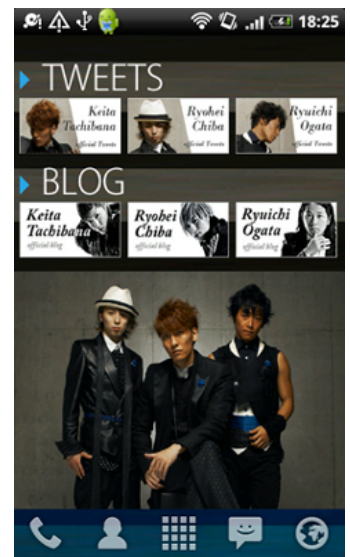 18:25
TWEETS
Keita
Tachibana
official Tweets
Ryohei
Chiba
official Tweets
Ryuichi
Ogata
official Tweets
BLOG
Keita
Tachibana
official blog
Ryohei
Chiba
official blog
Ryuichi
Ogata
official blog